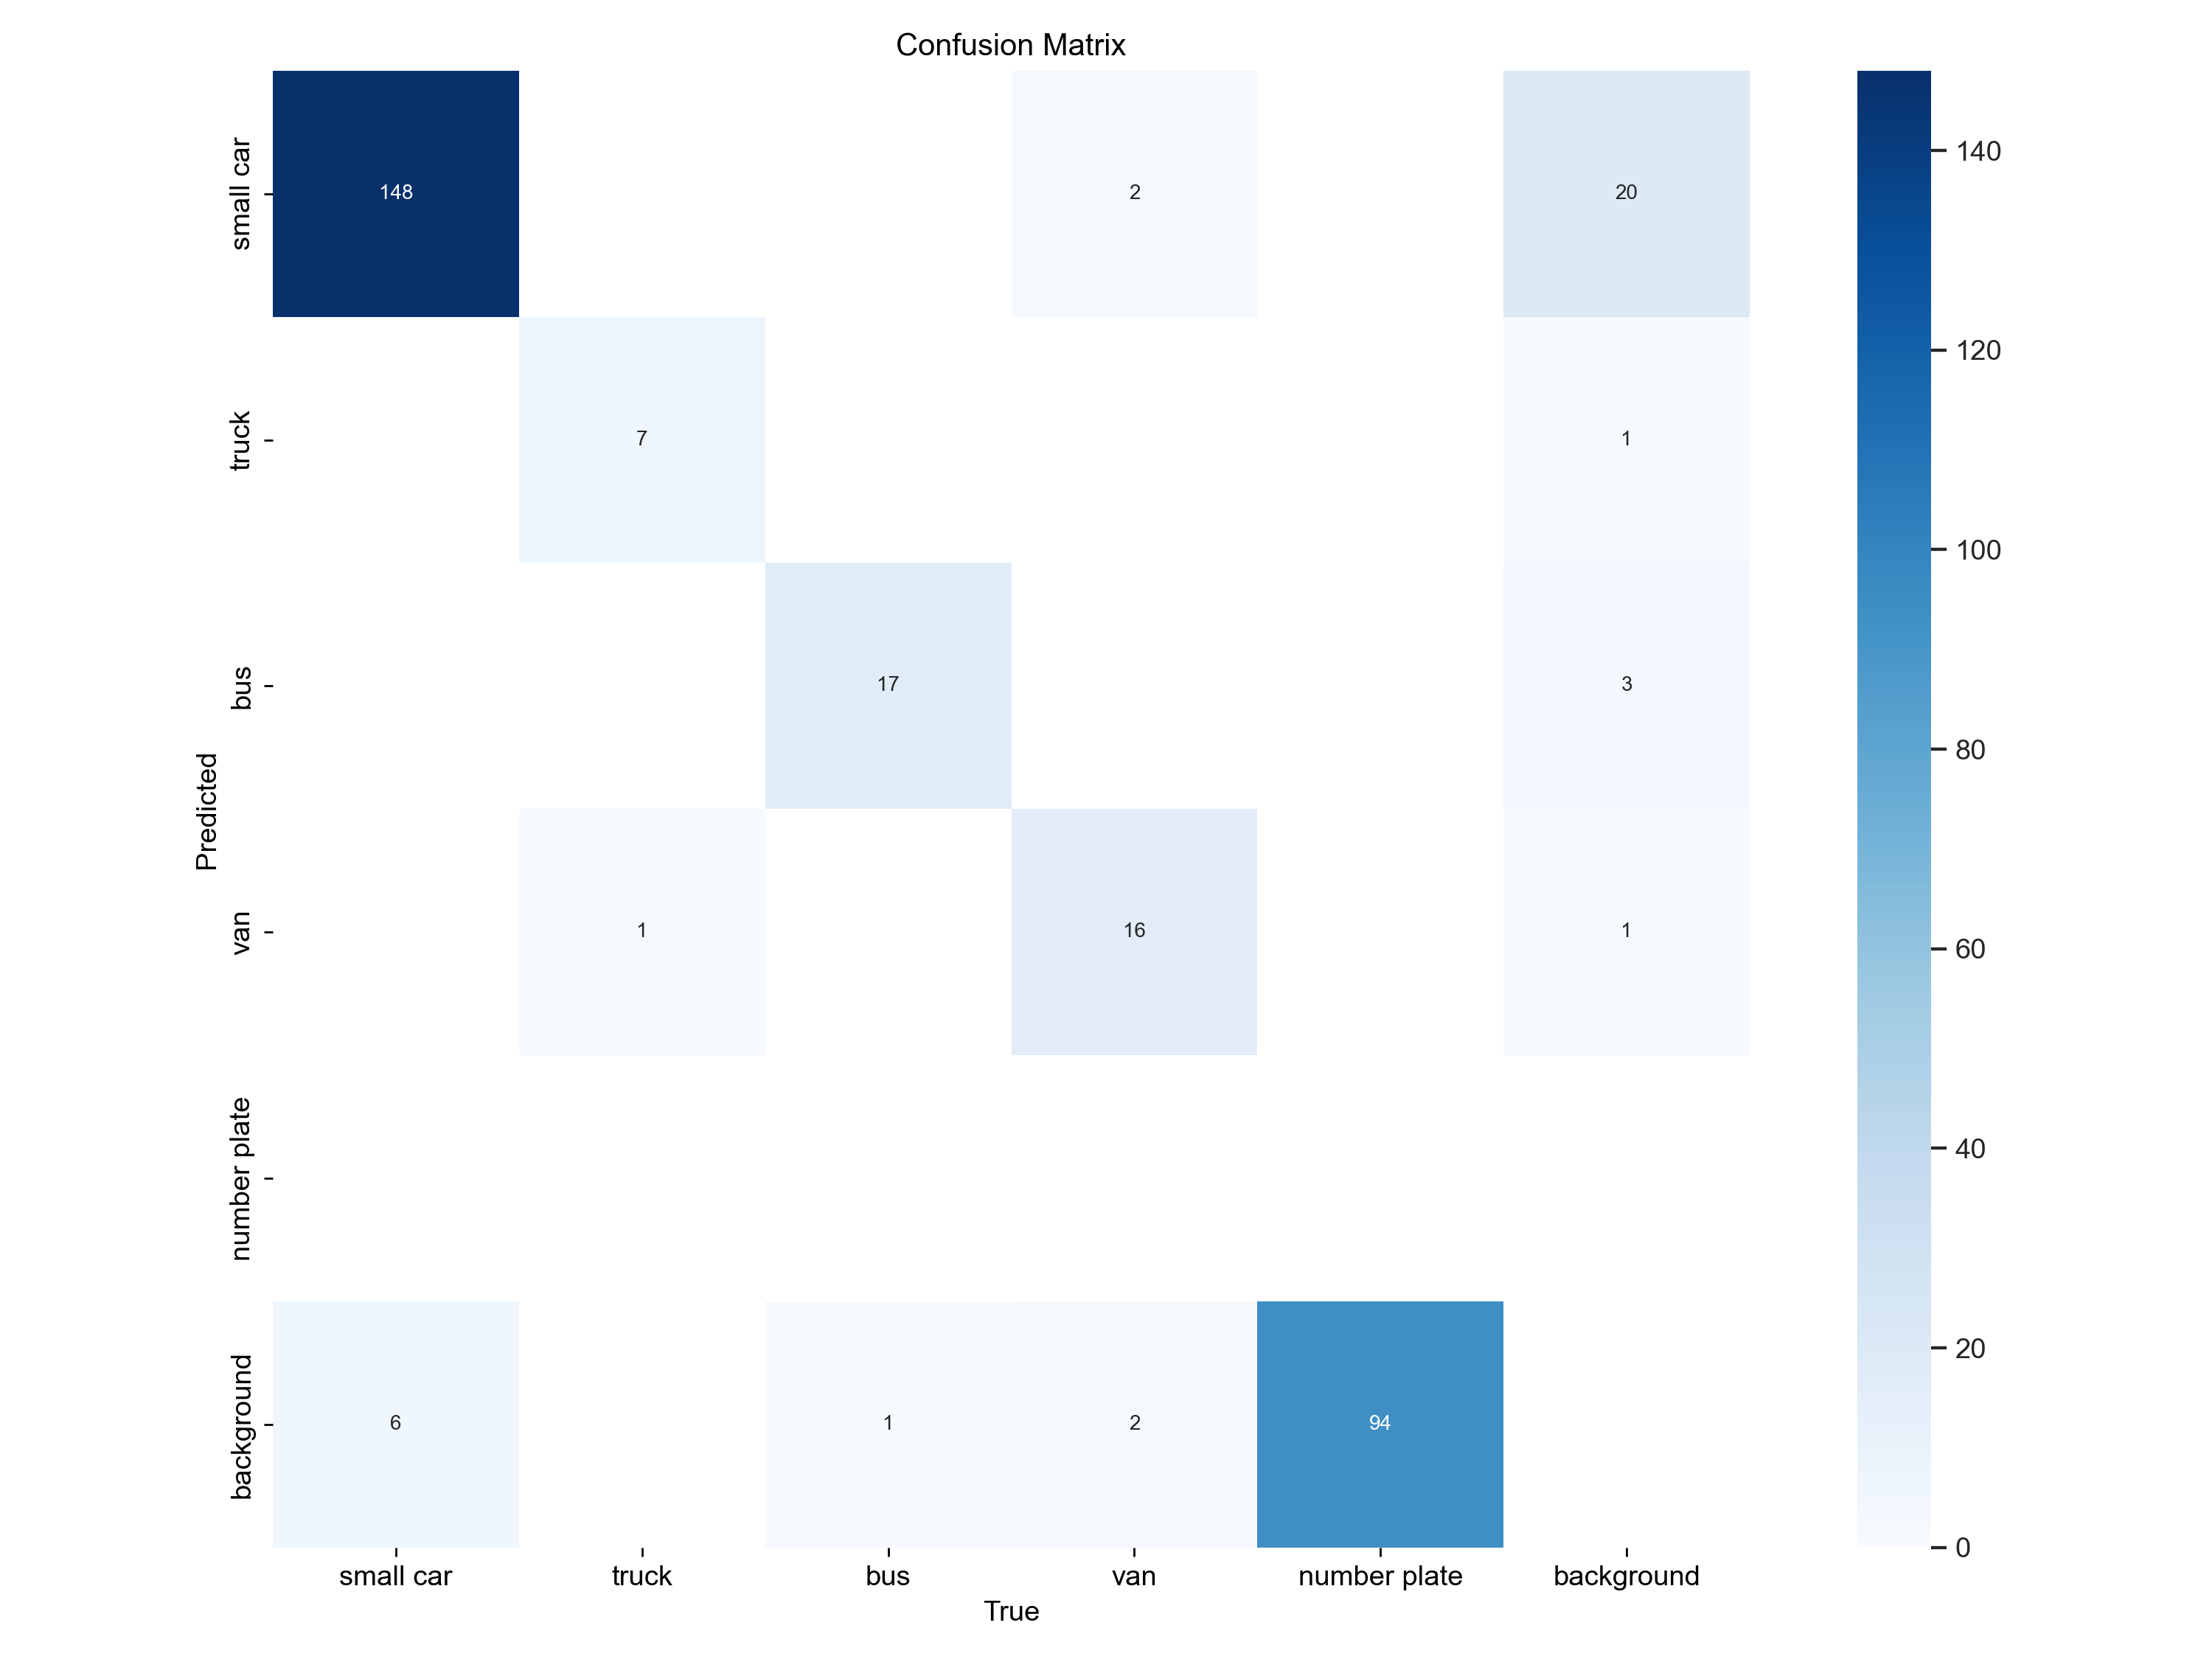 Confusion Matrix
small car
148
2
20
truck
7
1
bus
17
3
van
1
16
1
number plate
background
6
1
2
94
Predicted
small car
truck
bus
van
number plate
background
True
140
120
100
80
60
40
20
0